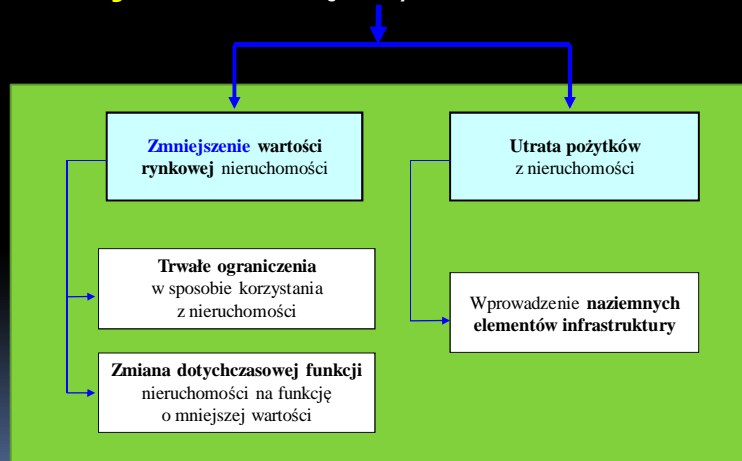 Zmniejszenie wartości
rynkowej nieruchomości
Utrata pożytków
z nieruchomości
Trwałe ograniczenia
w sposobie korzystania
z nieruchomości
Wprowadzenie naziemnych
elementów infrastruktury
Zmiana dotychczasowej funkcji
nieruchomości na funkcję
o mniejszej wartości